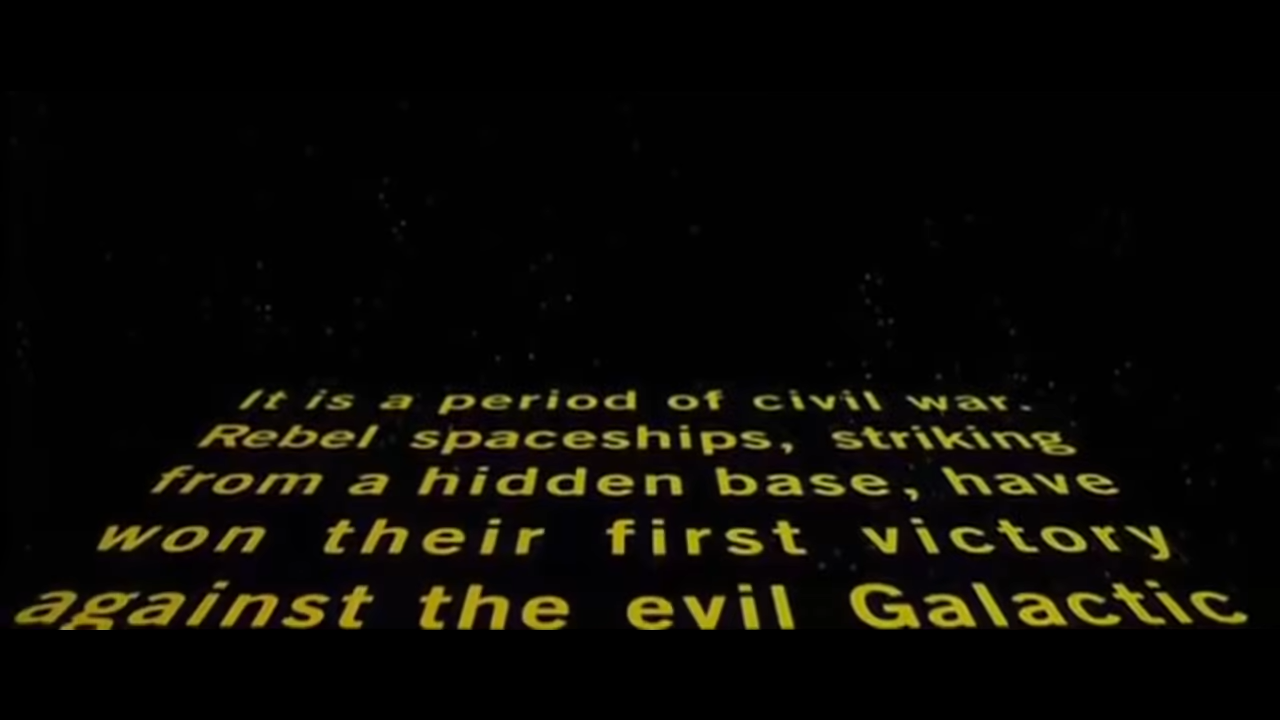 It is a period of civil war.
Rebel spaceships, striking
from a hidden base, have
won their first victory
against the evil Galactic